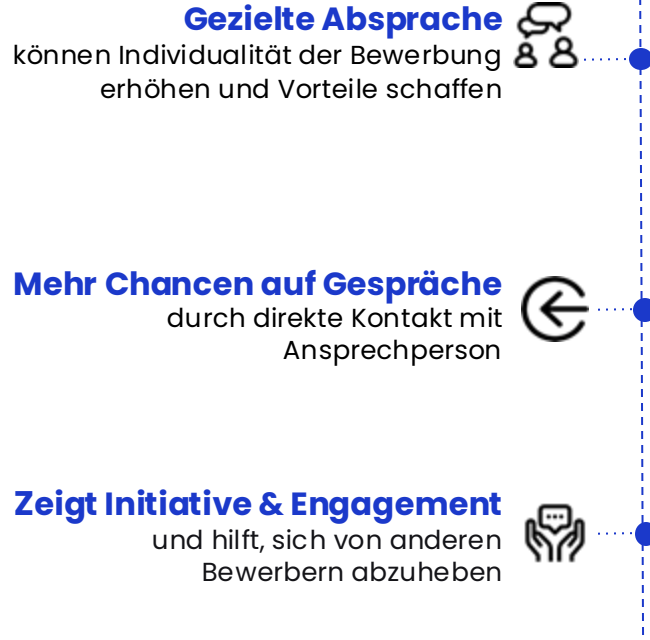 Gezielte Absprache
können Individualität der Bewerbung
erhöhen und Vorteile schaffen
Mehr Chancen auf Gespräche
durch direkte Kontakt mit
Ansprechperson
Zeigt Initiative & Engagement
und hilft, sich von anderen
Bewerbern abzuheben